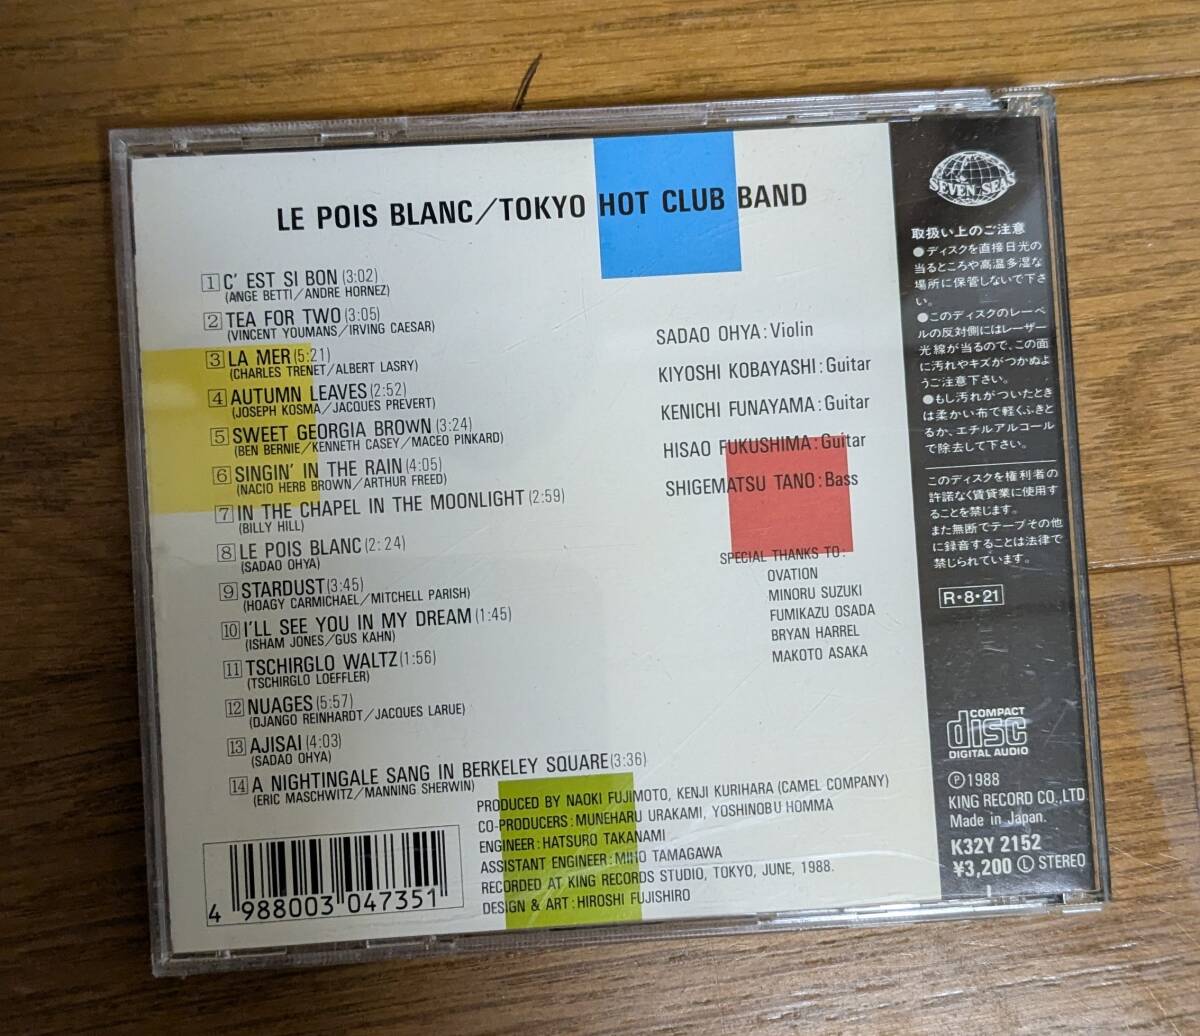 LE POIS BLANC/TOKYO HOT CLUB BAND
1 C' EST SI BON(3:02)
(ANGE BETTI/ANDRE HORNEZ)
2 TEA FOR TWO(3:05)
(VINCENT YOUMANS/IRVING CAESAR)
3 LA MER(5:21)
(CHARLES TRENET/ALBERT LASRY)
4 AUTUMN LEAVES(2:52)
(JOSEPH KOSMA/JACQUES PREVERT)
5 SWEET GEORGIA BROWN(3:24)
(BEN BERNIE/KENNETH CASEY/MACEO PINKARD)
6 SINGIN' IN THE RAIN(4:05)
(NACIO HERB BROWN/ARTHUR FREED)
7 IN THE CHAPEL IN THE MOONLIGHT(2:59)
(BILLY HILL)
8 LE POIS BLANC(2:24)
(SADAO OHYA)
9 STARDUST(3:45)
(HOAGY CARMICHAEL/MITCHELL PARISH)
10 I'LL SEE YOU IN MY DREAM(1:45)
(ISHAM JONES/GUS KAHN)
11 TSCHIRGLO WALTZ(1:56)
(TSCHIRGLO LOEFFLER)
12 NUAGES(5:57)
(DJANGO REINHARDT/JACQUES LARUE)
13 AJISAI(4:03)
(SADAO OHYA)
14 A NIGHTINGALE SANG IN BERKELEY SQUARE(3:36)
(ERIC MASCHWITZ/MANNING SHERWIN)
SADAO OHYA:Violin
KIYOSHI KOBAYASHI:Guitar
KENICHI FUNAYAMA:Guitar
HISAO FUKUSHIMA:Guitar
SHIGEMATSU TANO:Bass
SPECIAL THANKS TO:
OVATION
MINORU SUZUKI
FUMIKAZU OSADA
BRYAN HARREL
MAKOTO ASAKA
PRODUCED BY NAOKI FUJIMOTO, KENJI KURIHARA (CAMEL COMPANY)
CO-PRODUCERS:MUNEHARU URAKAMI, YOSHINOBU HOMMA
ENGINEER:HATSURO TAKANAMI
ASSISTANT ENGINEER:MIHO TAMAGAWA
RECORDED AT KING RECORDS STUDIO, TOKYO, JUNE, 1988.
DESIGN & ART:HIROSHI FUJISHIRO
4 988003 047351
SEVEN SEAS
取扱い上のご注意
●ディスクを直接日光の
当るところや高温多湿な
場所に保管しないで下さ
い。
●このディスクのレーベ
ルの反対側にはレーザー
光線が当るので、この面
に汚れやキズがつかぬよ
うご注意下さい。
●もし汚れがついたとき
は柔かい布で軽くふきと
るか、エチルアルコール
で除去して下さい。
このディスクを権利者の
許諾なく賃貸業に使用す
ることを禁じます。
また無断でテープその他
に録音することは法律で
禁じられています。
R・8・21
COMPACT
disc
DIGITAL AUDIO
Ⓟ1988
KING RECORD CO.,LTD.
Made in Japan.
K32Y 2152
¥3,200 Ⓛ STEREO